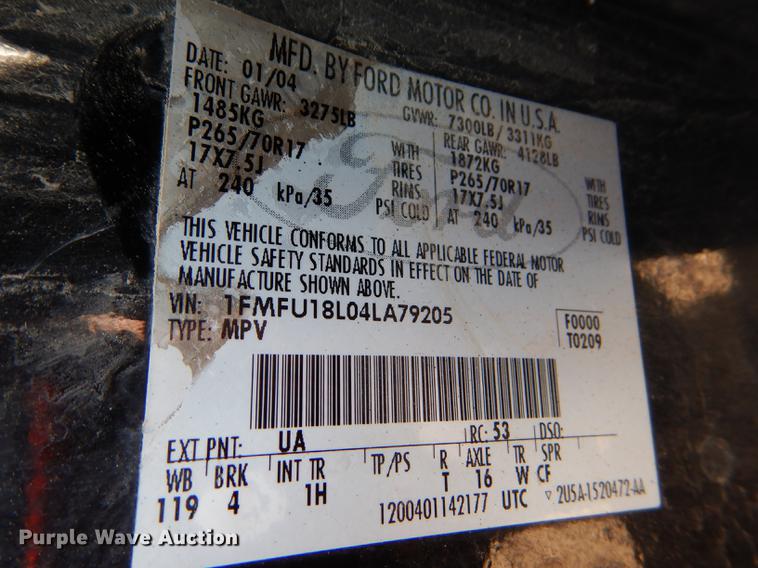 MFD. BY FORD MOTOR CO. IN U.S.A.
DATE: 01/04 GVWR: 7300LB / 3311KG
FRONT GAWR: 3275LB REAR GAWR: 4128LB
1485KG WITH 1872KG WITH
P265/70R17 TIRES P265/70R17 TIRES
17X7.5J RIMS 17X7.5J RIMS
AT 240 kPa/35 PSI COLD AT 240 kPa/35 PSI COLD
Ford
THIS VEHICLE CONFORMS TO ALL APPLICABLE FEDERAL MOTOR
VEHICLE SAFETY STANDARDS IN EFFECT ON THE DATE OF
MANUFACTURE SHOWN ABOVE.
VIN: 1FMFU18L04LA79205 F0000
TYPE: MPV T0209
EXT PNT: UA RC: 53 DSO:
WB BRK INT TR TP/PS R AXLE TR SPR
119 4 1H T 16 W CF
1200401142177 UTC ▽ 2U5A-1520472-AA
Purple Wave Auction